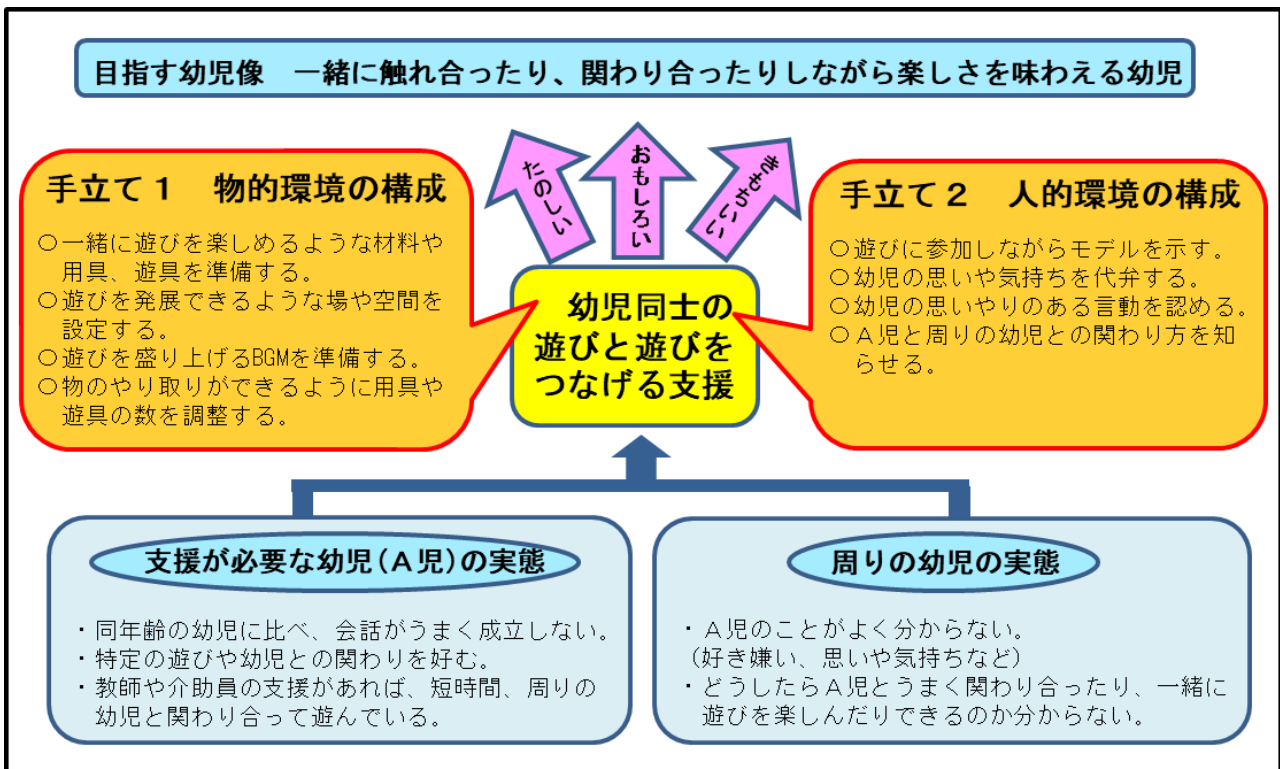 目指す幼児像　一緒に触れ合ったり、関わり合ったりしながら楽しさを味わえる幼児
たのしい
おもしろい
きもちいい
手立て１　物的環境の構成
○一緒に遊びを楽しめるような材料や
用具、遊具を準備する。
○遊びを発展できるような場や空間を
設定する。
○遊びを盛り上げるBGMを準備する。
○物のやり取りができるように用具や
遊具の数を調整する。
幼児同士の
遊びと遊びを
つなげる支援
手立て２　人的環境の構成
○遊びに参加しながらモデルを示す。
○幼児の思いや気持ちを代弁する。
○幼児の思いやりのある言動を認める。
○Ａ児と周りの幼児との関わり方を知
らせる。
支援が必要な幼児（Ａ児）の実態
・同年齢の幼児に比べ、会話がうまく成立しない。
・特定の遊びや幼児との関わりを好む。
・教師や介助員の支援があれば、短時間、周りの
幼児と関わり合って遊んでいる。
周りの幼児の実態
・Ａ児のことがよく分からない。
（好き嫌い、思いや気持ちなど）
・どうしたらＡ児とうまく関わり合ったり、一緒に
遊びを楽しんだりできるのか分からない。